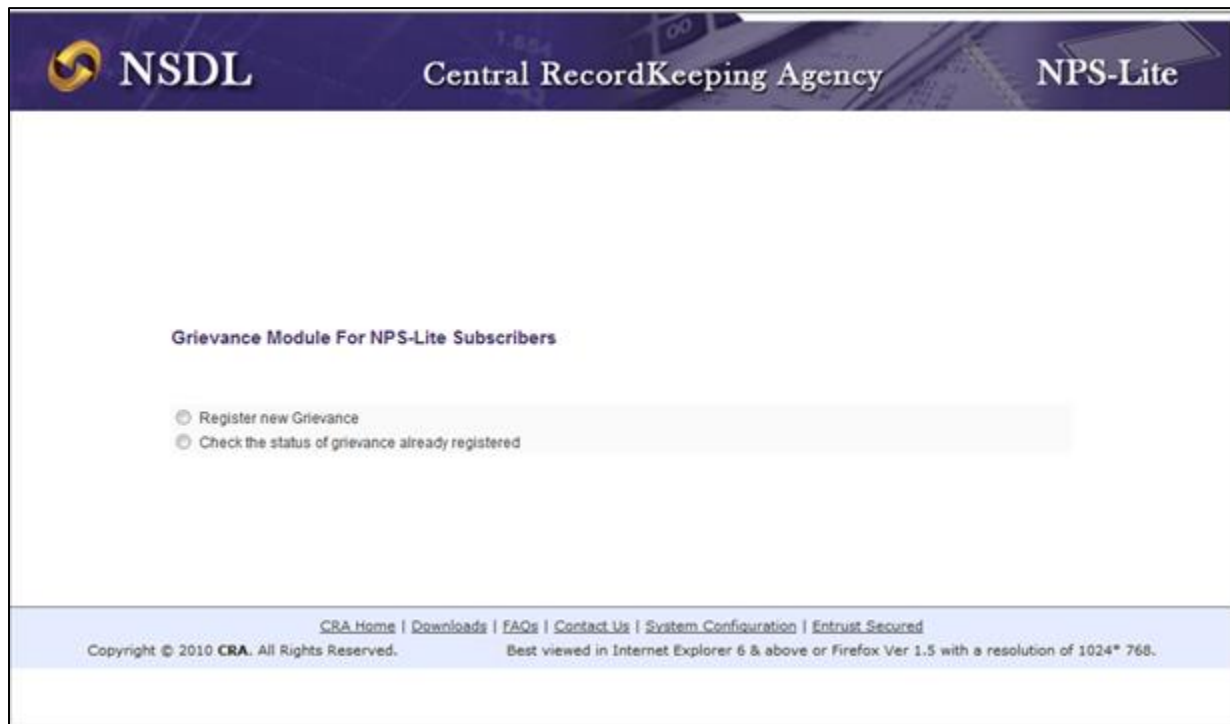 NSDL
Central RecordKeeping Agency
NPS-Lite
Grievance Module For NPS-Lite Subscribers
Register new Grievance
Check the status of grievance already registered
CRA Home | Downloads | FAQs | Contact Us | System Configuration | Entrust Secured
Copyright © 2010 CRA. All Rights Reserved.
Best viewed in Internet Explorer 6 & above or Firefox Ver 1.5 with a resolution of 1024* 768.